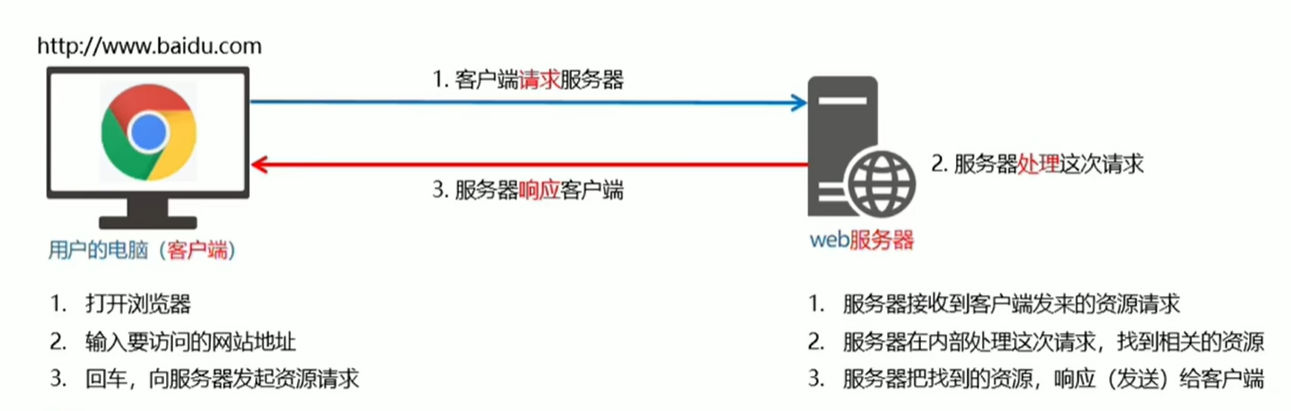 http://www.baidu.com
1. 客户端请求服务器
2. 服务器处理这次请求
3. 服务器响应客户端
用户的电脑（客户端）
web服务器
1. 打开浏览器
2. 输入要访问的网站地址
3. 回车，向服务器发起资源请求
1. 服务器接收到客户端发来的资源请求
2. 服务器在内部处理这次请求，找到相关的资源
3. 服务器把找到的资源，响应（发送）给客户端